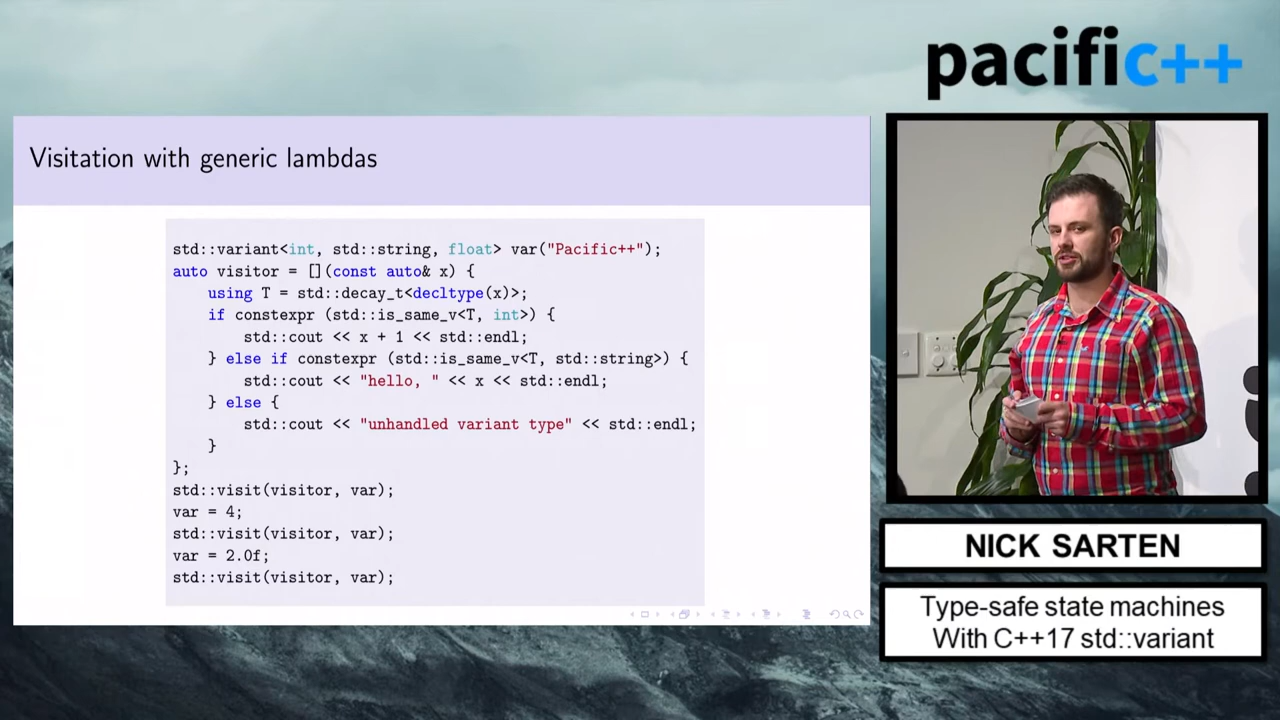 pacific++
Visitation with generic lambdas
std::variant<int, std::string, float> var("Pacific++");
auto visitor = [](const auto& x) {
    using T = std::decay_t<decltype(x)>;
    if constexpr (std::is_same_v<T, int>) {
        std::cout << x + 1 << std::endl;
    } else if constexpr (std::is_same_v<T, std::string>) {
        std::cout << "hello, " << x << std::endl;
    } else {
        std::cout << "unhandled variant type" << std::endl;
    }
};
std::visit(visitor, var);
var = 4;
std::visit(visitor, var);
var = 2.0f;
std::visit(visitor, var);
NICK SARTEN
Type-safe state machines
With C++17 std::variant